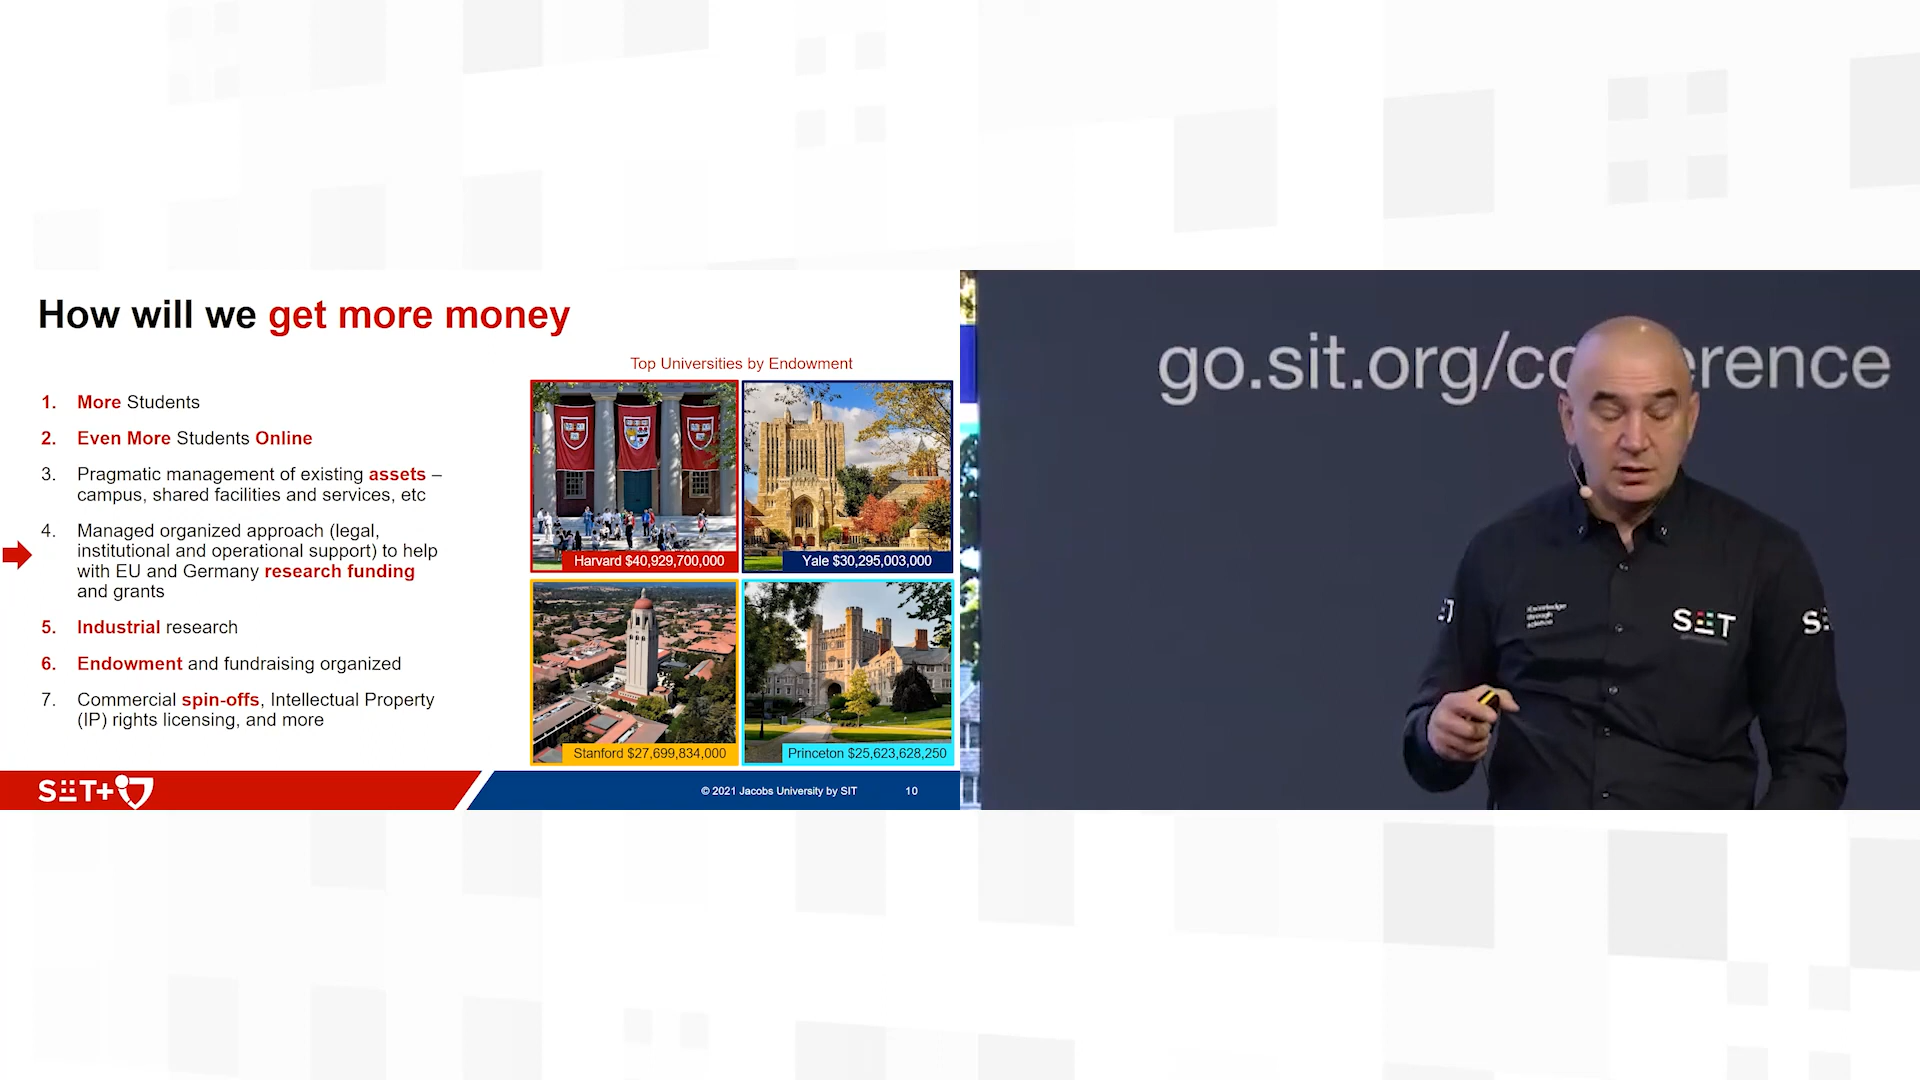 How will we get more money
Top Universities by Endowment
1. More Students
2. Even More Students Online
3. Pragmatic management of existing assets –
campus, shared facilities and services, etc
4. Managed organized approach (legal,
institutional and operational support) to help
with EU and Germany research funding
and grants
5. Industrial research
6. Endowment and fundraising organized
7. Commercial spin-offs, Intellectual Property
(IP) rights licensing, and more
Harvard $40,929,700,000
Yale $30,295,003,000
Stanford $27,699,834,000
Princeton $25,623,628,250
SIT+
© 2021 Jacobs University by SIT
10
go.sit.org/co erence
Knowledge
through
science
SIT